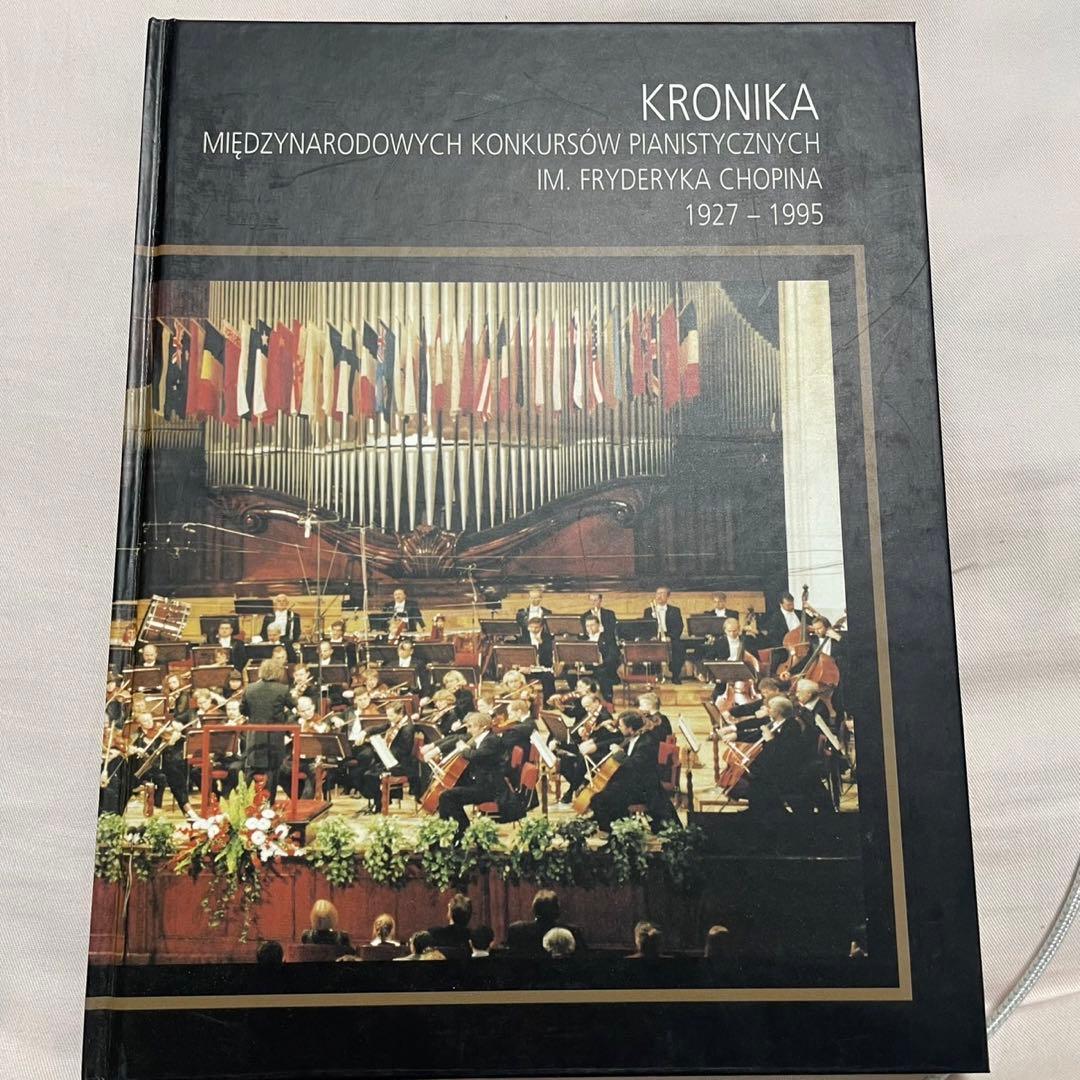 KRONIKA
MIĘDZYNARODOWYCH KONKURSÓW PIANISTYCZNYCH
IM. FRYDERYKA CHOPINA
1927 – 1995